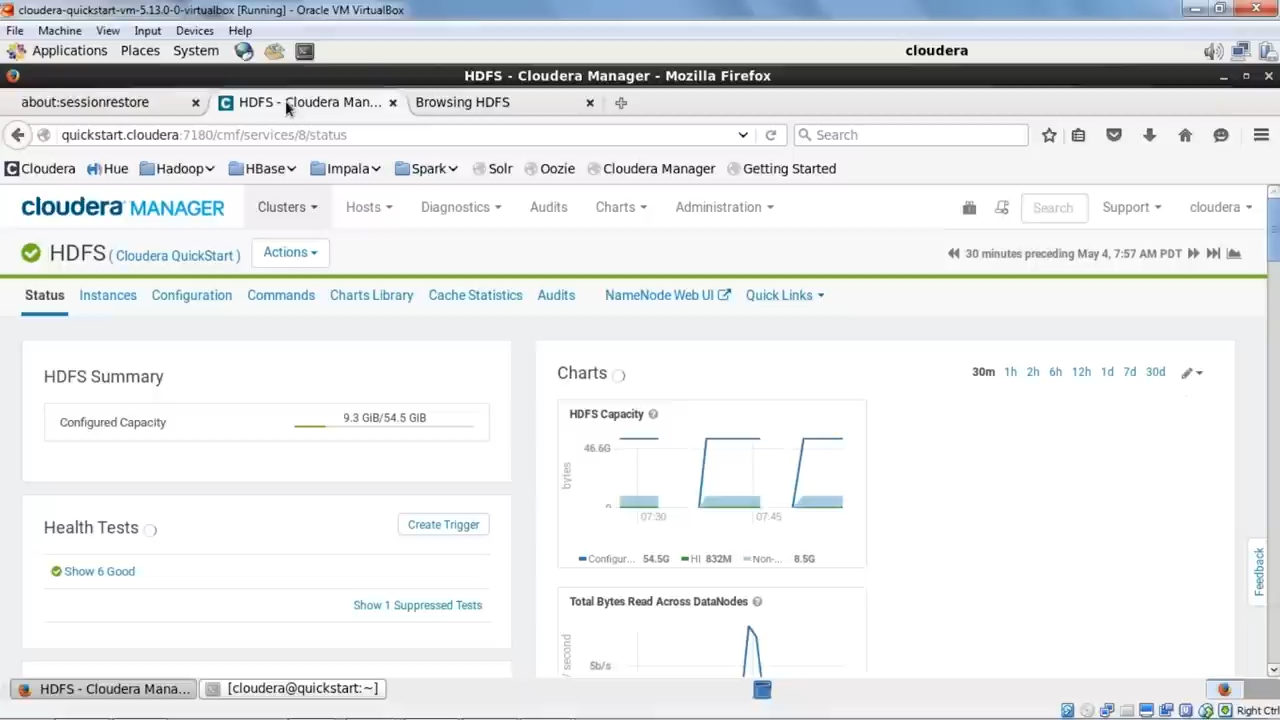 cloudera-quickstart-vm-5.13.0-0-virtualbox [Running] - Oracle VM VirtualBox
File Machine View Input Devices Help
Applications Places System cloudera
HDFS - Cloudera Manager - Mozilla Firefox
about:sessionrestore × C HDFS - Cloudera Man... × Browsing HDFS ×
quickstart.cloudera:7180/cmf/services/8/status Search
Cloudera Hue Hadoop HBase Impala Spark Solr Oozie Cloudera Manager Getting Started
cloudera MANAGER Clusters Hosts Diagnostics Audits Charts Administration Search Support cloudera
HDFS ( Cloudera QuickStart ) Actions 30 minutes preceding May 4, 7:57 AM PDT
Status Instances Configuration Commands Charts Library Cache Statistics Audits NameNode Web UI Quick Links
HDFS Summary
Configured Capacity 9.3 GiB/54.5 GIB
Health Tests Create Trigger
Show 6 Good
Show 1 Suppressed Tests
Charts 30m 1h 2h 6h 12h 1d 7d 30d
HDFS Capacity
bytes
46.6G
0
07:30 07:45
Configur... 54.5G HI 832M Non-... 8.5G
Total Bytes Read Across DataNodes
/ second
5b/s
Feedback
HDFS - Cloudera Mana... [cloudera@quickstart:~]
Right Ctrl